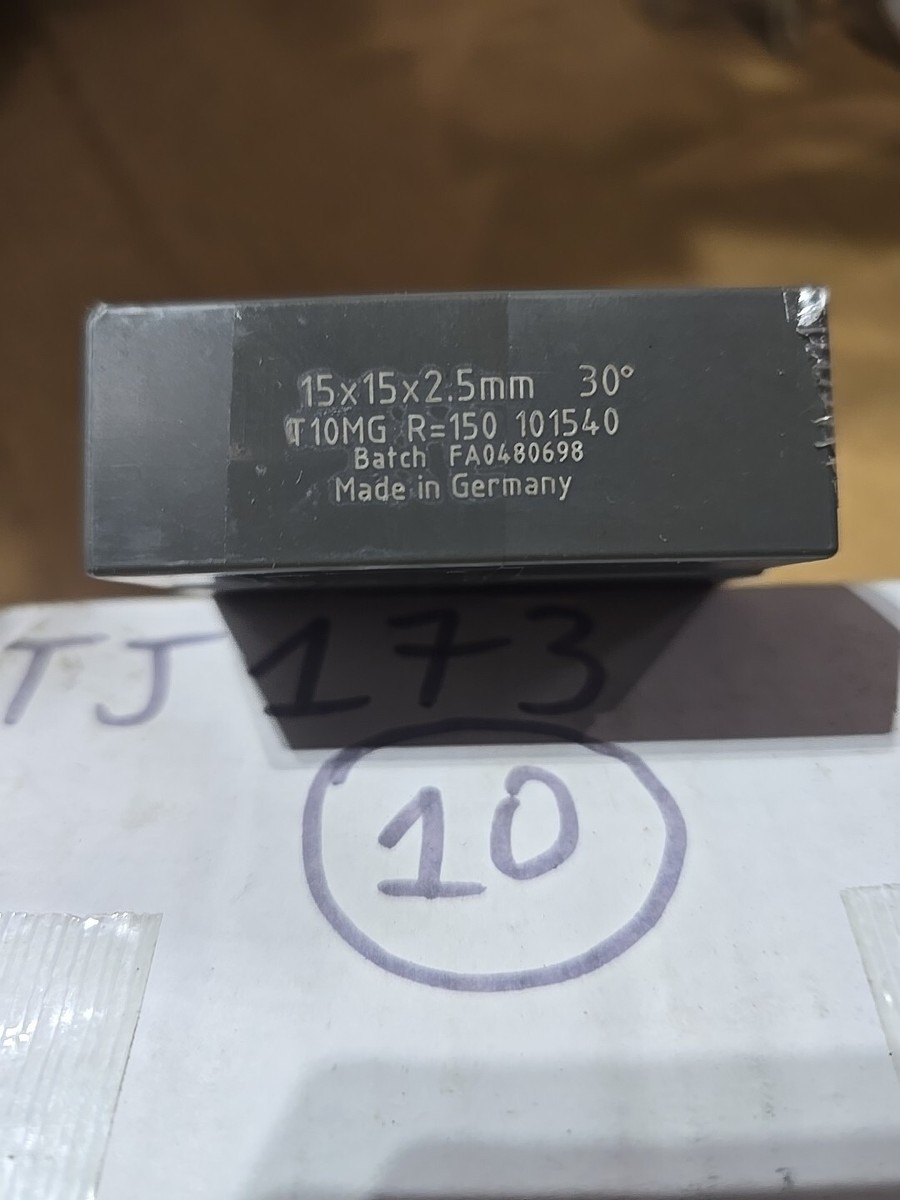 15x15x2.5mm 30°
T10MG R=150 101540
Batch FA0480698
Made in Germany
TJ 173
10